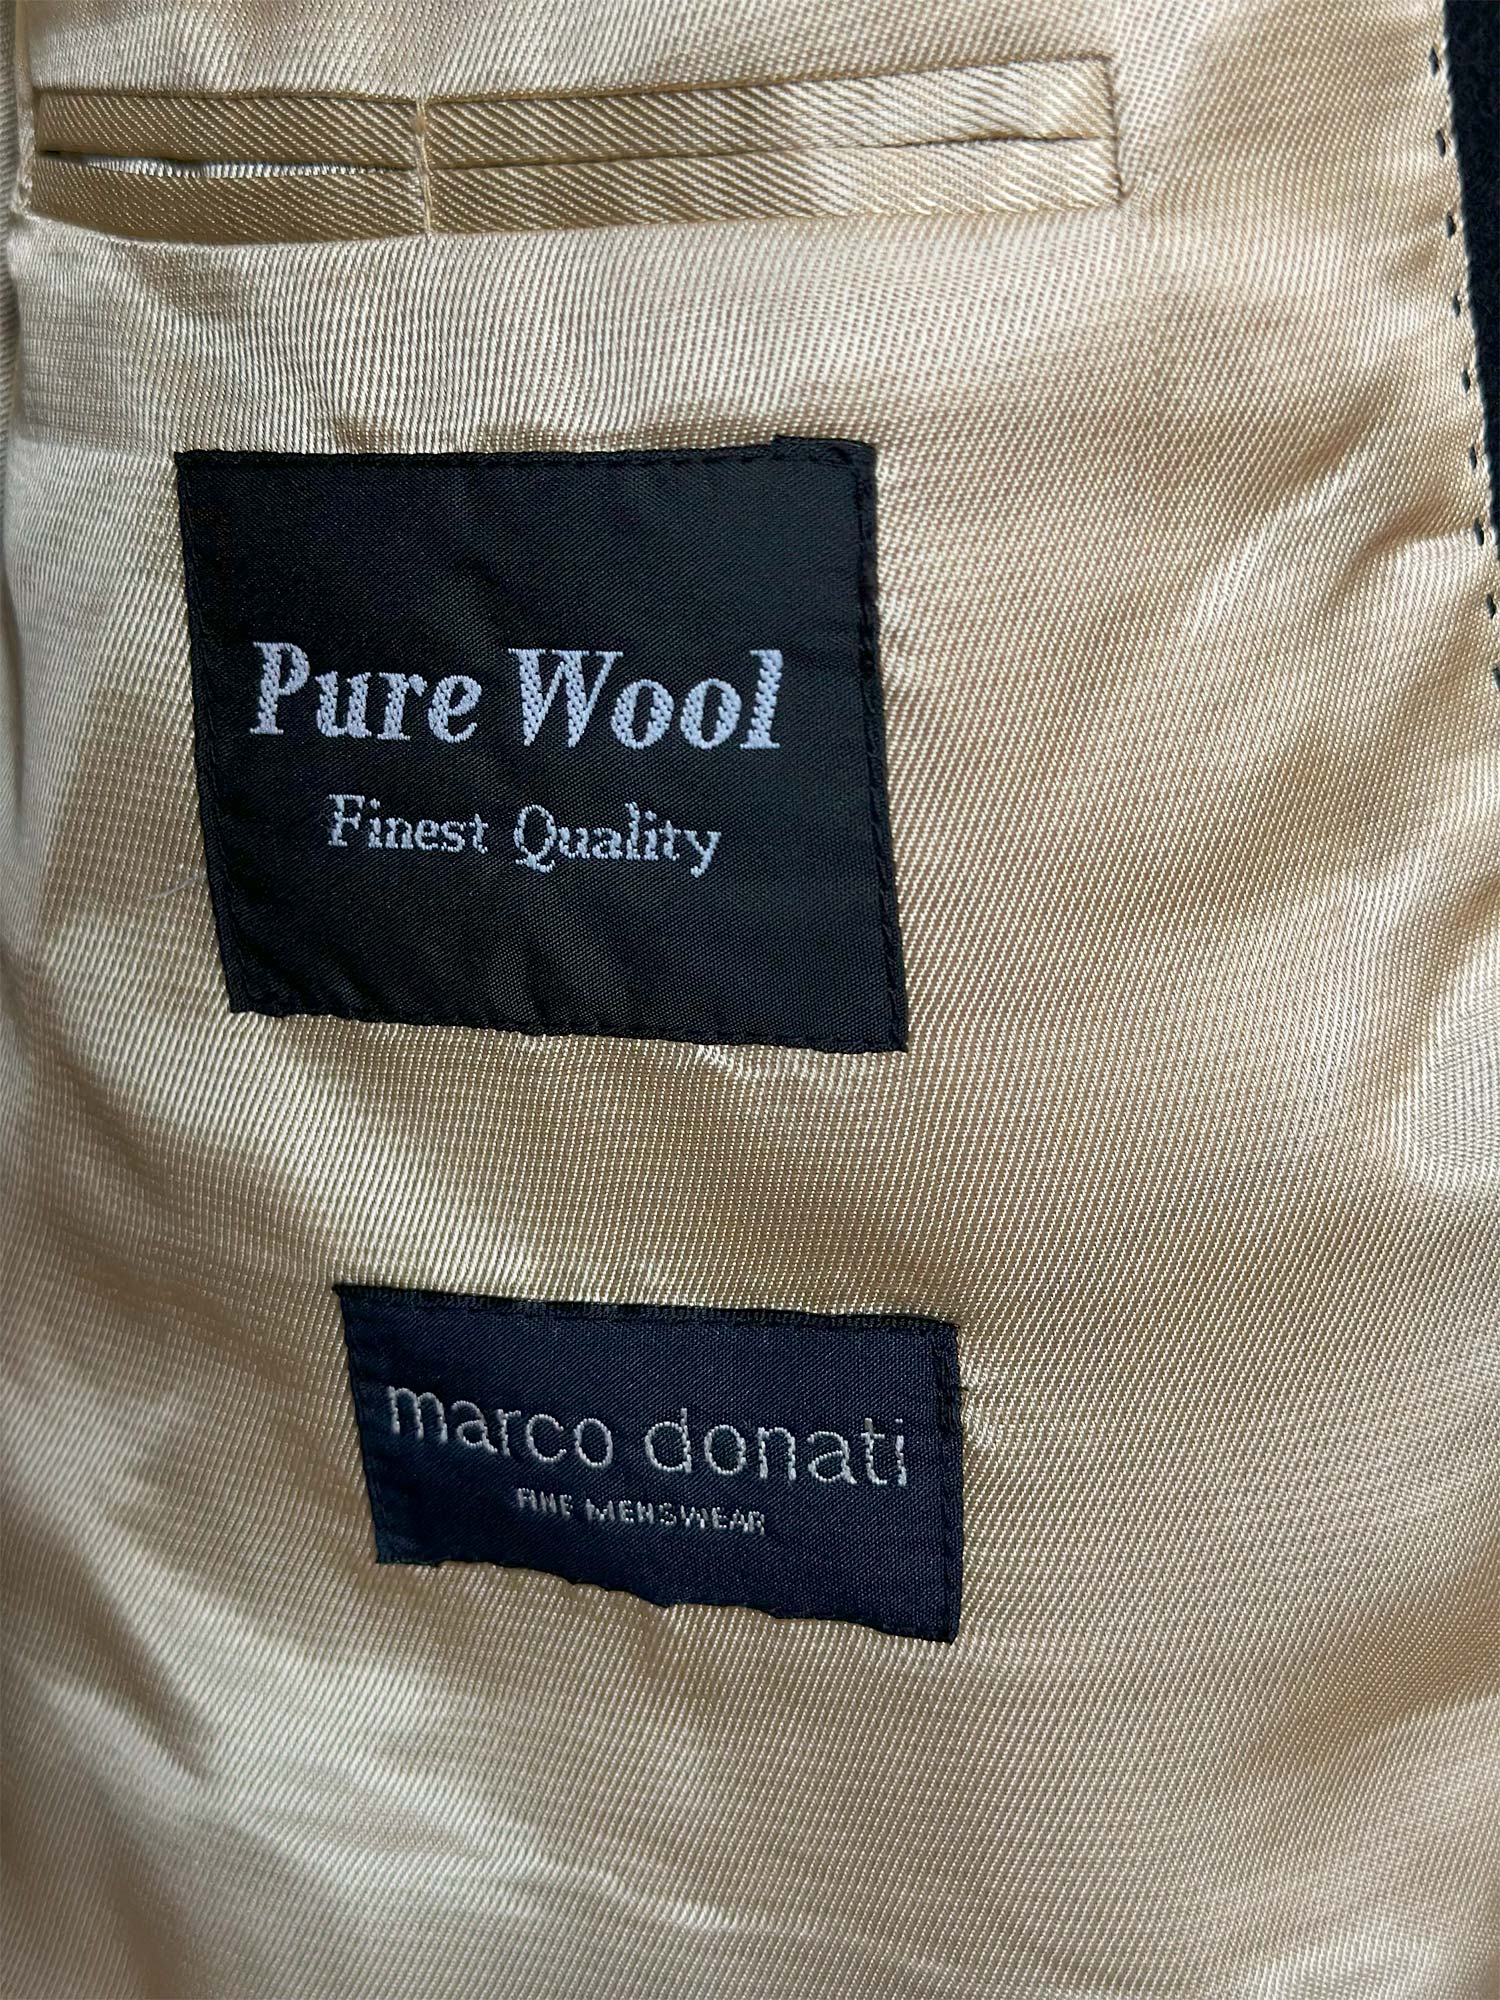 Pure Wool
Finest Quality
marco donati
FINE MENSWEAR